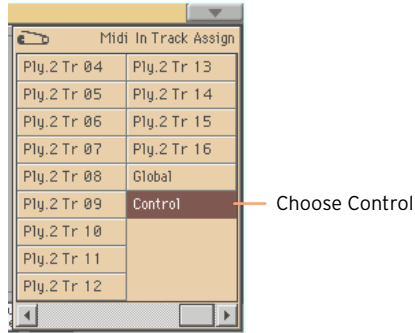 Midi In Track Assign
Ply.2 Tr 04 Ply.2 Tr 13
Ply.2 Tr 05 Ply.2 Tr 14
Ply.2 Tr 06 Ply.2 Tr 15
Ply.2 Tr 07 Ply.2 Tr 16
Ply.2 Tr 08 Global
Ply.2 Tr 09 Control Choose Control
Ply.2 Tr 10
Ply.2 Tr 11
Ply.2 Tr 12